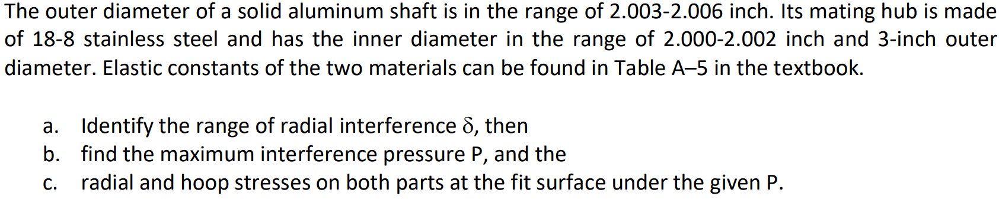 The outer diameter of a solid aluminum shaft is in the range of 2.003-2.006 inch. Its mating hub is made
of 18-8 stainless steel and has the inner diameter in the range of 2.000-2.002 inch and 3-inch outer
diameter. Elastic constants of the two materials can be found in Table A–5 in the textbook.
a. Identify the range of radial interference δ, then
b. find the maximum interference pressure P, and the
c. radial and hoop stresses on both parts at the fit surface under the given P.